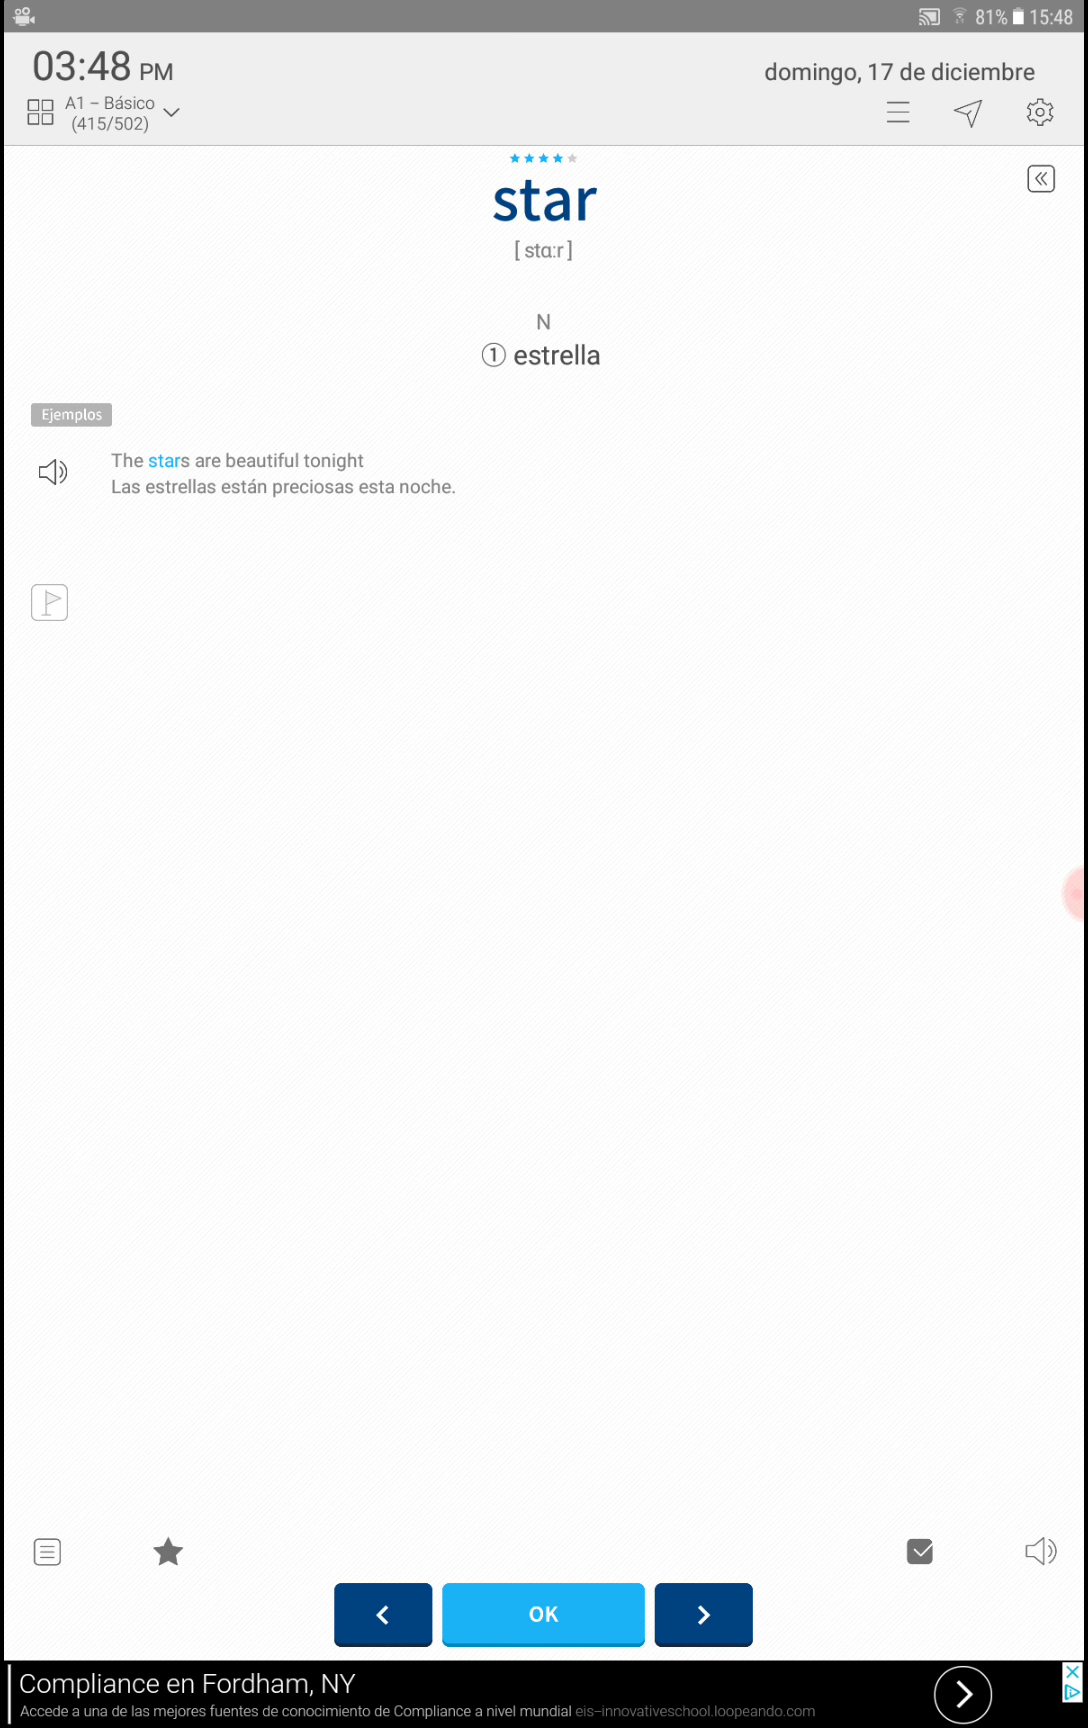 81% 15:48
03:48 PM
domingo, 17 de diciembre
A1 – Básico
(415/502)
star
[ stɑːr ]
N
① estrella
Ejemplos
The stars are beautiful tonight
Las estrellas están preciosas esta noche.
OK
Compliance en Fordham, NY
Accede a una de las mejores fuentes de conocimiento de Compliance a nivel mundial eis-innovativeschool.loopeando.com